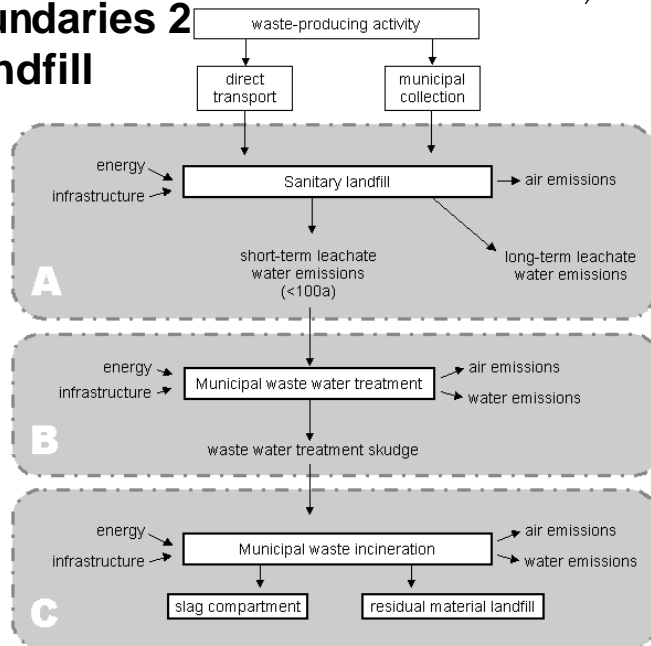 undaries 2
ndfill
waste-producing activity
direct
transport
municipal
collection
energy
infrastructure
Sanitary landfill
air emissions
short-term leachate
water emissions
(<100a)
long-term leachate
water emissions
A
energy
infrastructure
Municipal waste water treatment
air emissions
water emissions
B
waste water treatment skudge
energy
infrastructure
Municipal waste incineration
air emissions
water emissions
C
slag compartment
residual material landfill